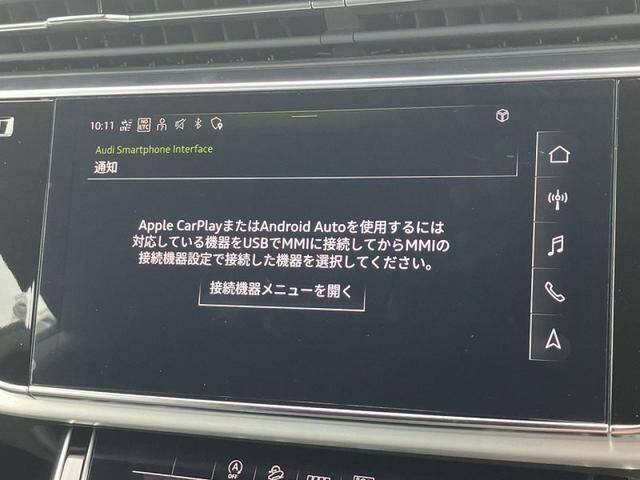 10:11 NO ETC
Audi Smartphone Interface
通知
Apple CarPlayまたはAndroid Autoを使用するには
対応している機器をUSBでMMIに接続してからMMIの
接続機器設定で接続した機器を選択してください。
接続機器メニューを開く
A OFF